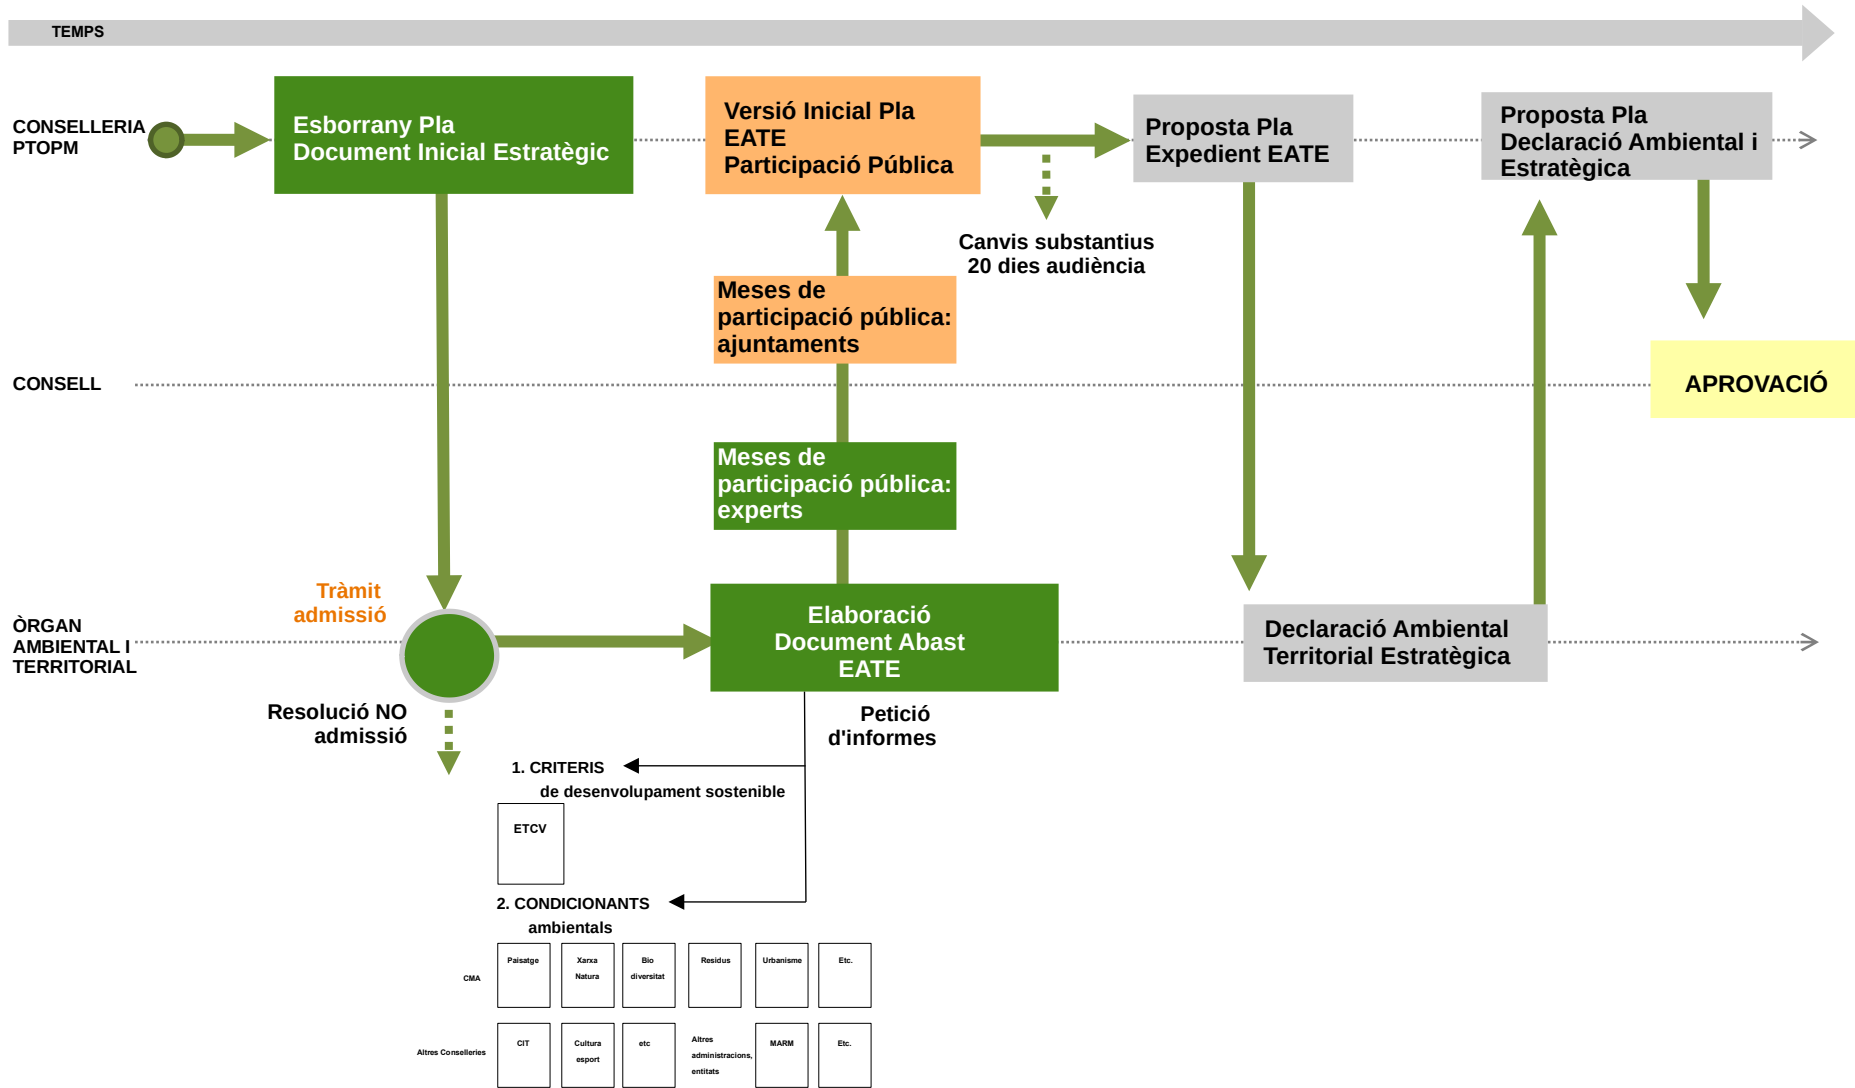 TEMPS
CONSELLERIA
PTOPM
Esborrany Pla
Document Inicial Estratègic
Versió Inicial Pla
EATE
Participació Pública
Proposta Pla
Expedient EATE
Proposta Pla
Declaració Ambiental i
Estratègica
Canvis substantius
20 dies audiència
Meses de
participació pública:
ajuntaments
CONSELL
APROVACIÓ
Meses de
participació pública:
experts
Tràmit
admissió
ÒRGAN
AMBIENTAL I
TERRITORIAL
Elaboració
Document Abast
EATE
Declaració Ambiental
Territorial Estratègica
Resolució NO
admissió
Petició
d'informes
1. CRITERIS
de desenvolupament sostenible
ETCV
2. CONDICIONANTS
ambientals
CMA
Paisatge
Xarxa
Natura
Bio
diversitat
Residus
Urbanisme
Etc.
Altres Conselleries
CIT
Cultura
esport
etc
Altres
administracions,
entitats
MARM
Etc.